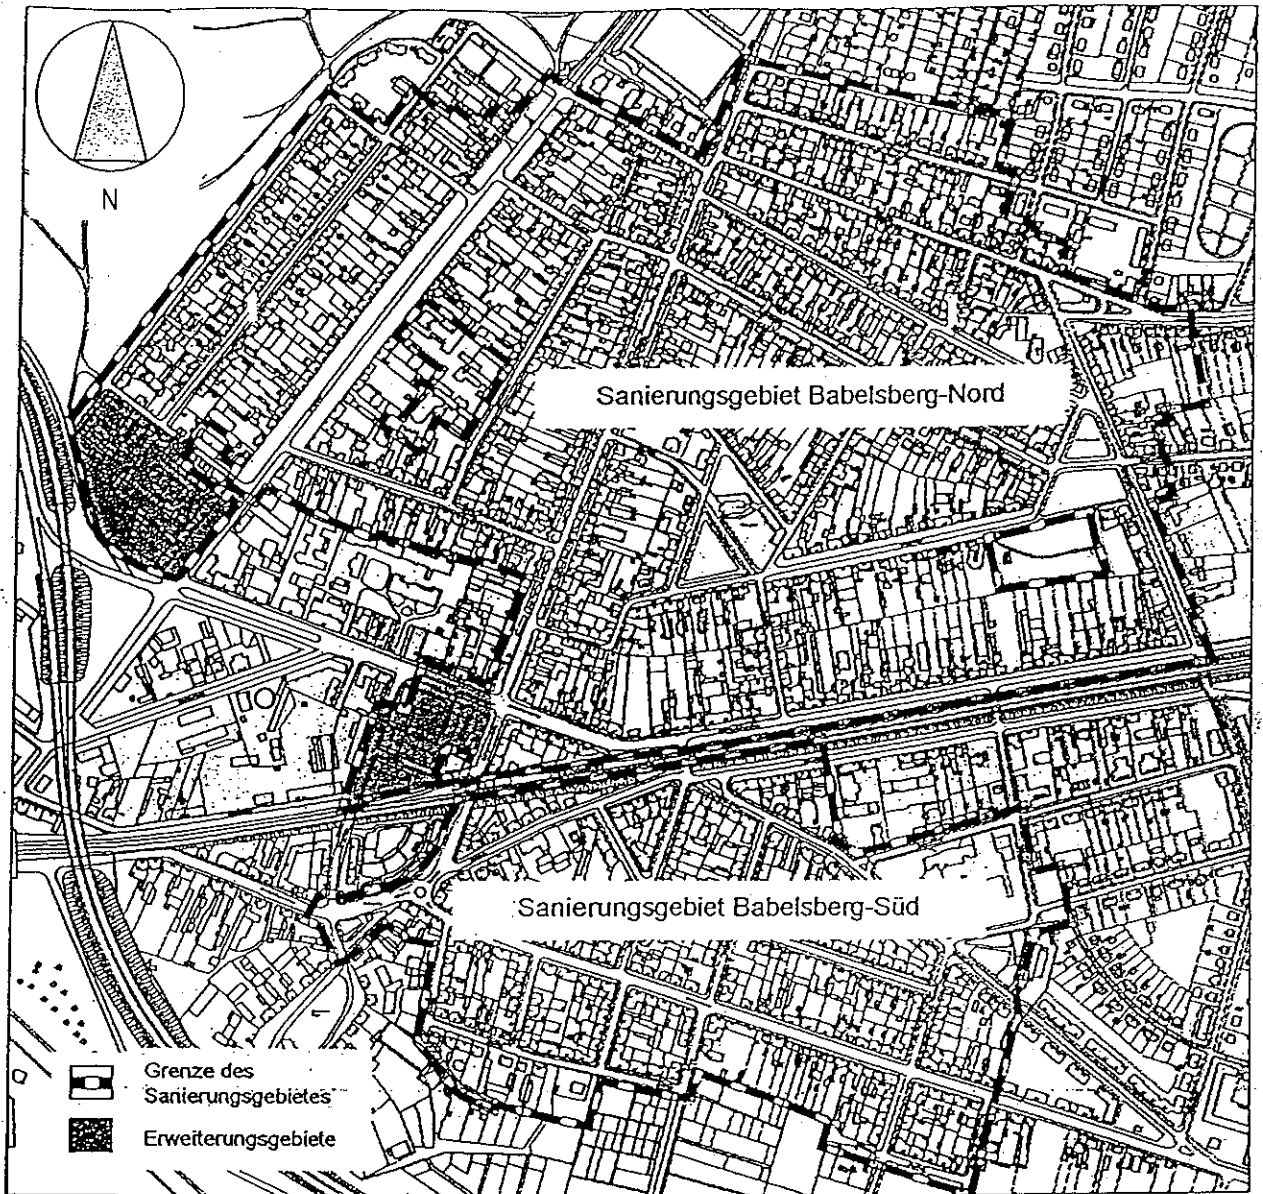 N
Sanierungsgebiet Babelsberg-Nord
Sanierungsgebiet Babelsberg-Süd
Grenze des
Sanierungsgebietes
Erweiterungsgebiete